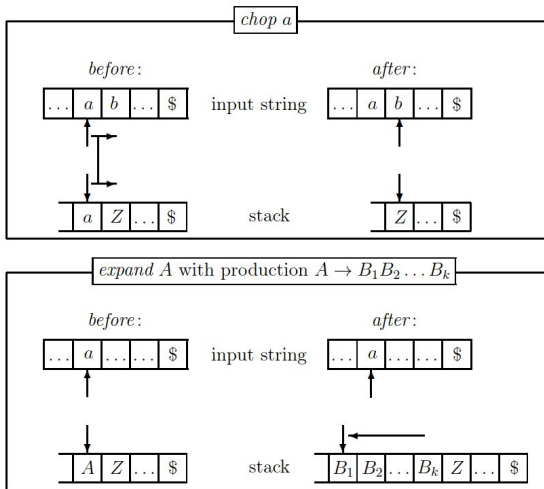 chop a
before: after:
… a b … $ input string … a b … $
a Z … $ stack Z … $
expand A with production A → B₁B₂ … Bₖ
before: after:
… a … … $ input string … a … … $
A Z … $ stack B₁ B₂ … Bₖ Z … $